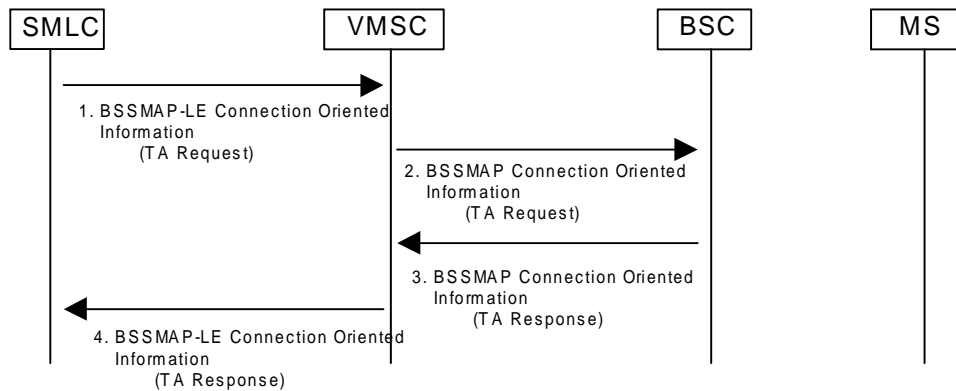 SMLC
VMSC
BSC
MS
1. BSSMAP-LE Connection Oriented
Information
(TA Request)
2. BSSMAP Connection Oriented
Information
(TA Request)
3. BSSMAP Connection Oriented
Information
(TA Response)
4. BSSMAP-LE Connection Oriented
Information
(TA Response)